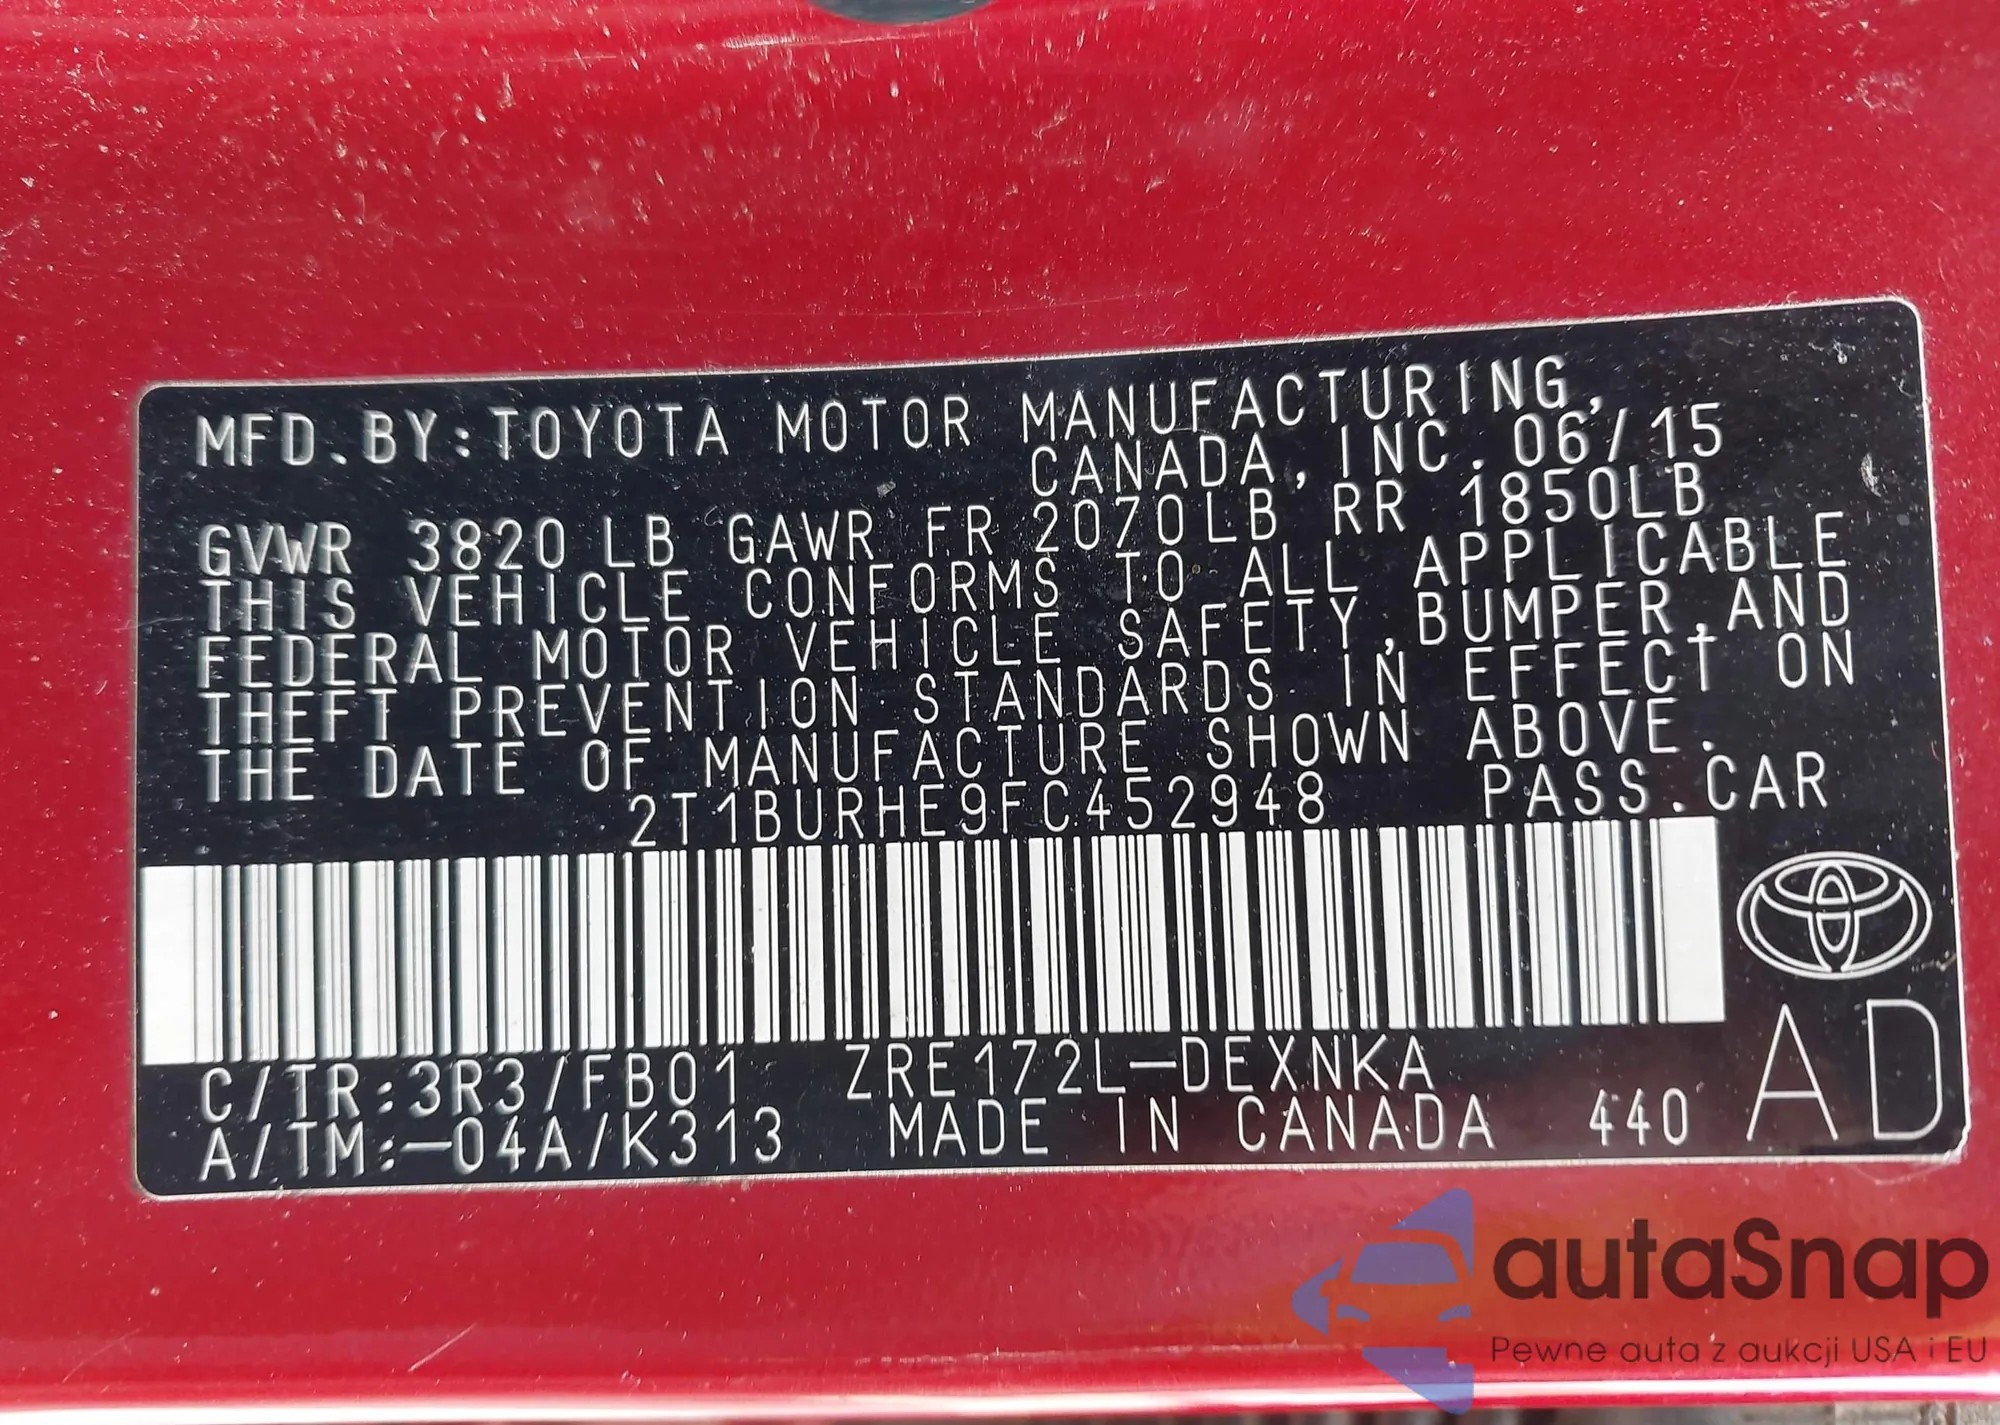 MFD.BY:TOYOTA MOTOR MANUFACTURING,
CANADA, INC. 06/15
GVWR 3820 LB GAWR FR 2070LB RR 1850LB
THIS VEHICLE CONFORMS TO ALL APPLICABLE
FEDERAL MOTOR VEHICLE SAFETY, BUMPER, AND
THEFT PREVENTION STANDARDS IN EFFECT ON
THE DATE OF MANUFACTURE SHOWN ABOVE.
2T1BURHE9FC452948 PASS.CAR
C/TR:3R3/FB01 ZRE172L-DEXNKA
A/TM:-04A/K313 MADE IN CANADA 440 AD
autaSnap
Pewne auta z aukcji USA i EU